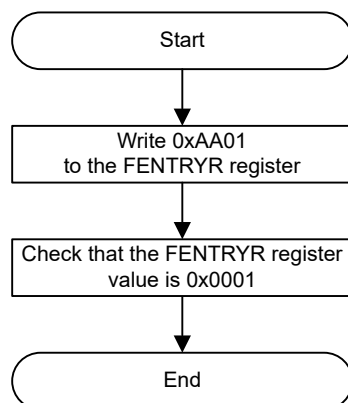 Start
Write 0xAA01
to the FENTRYR register
Check that the FENTRYR register
value is 0x0001
End